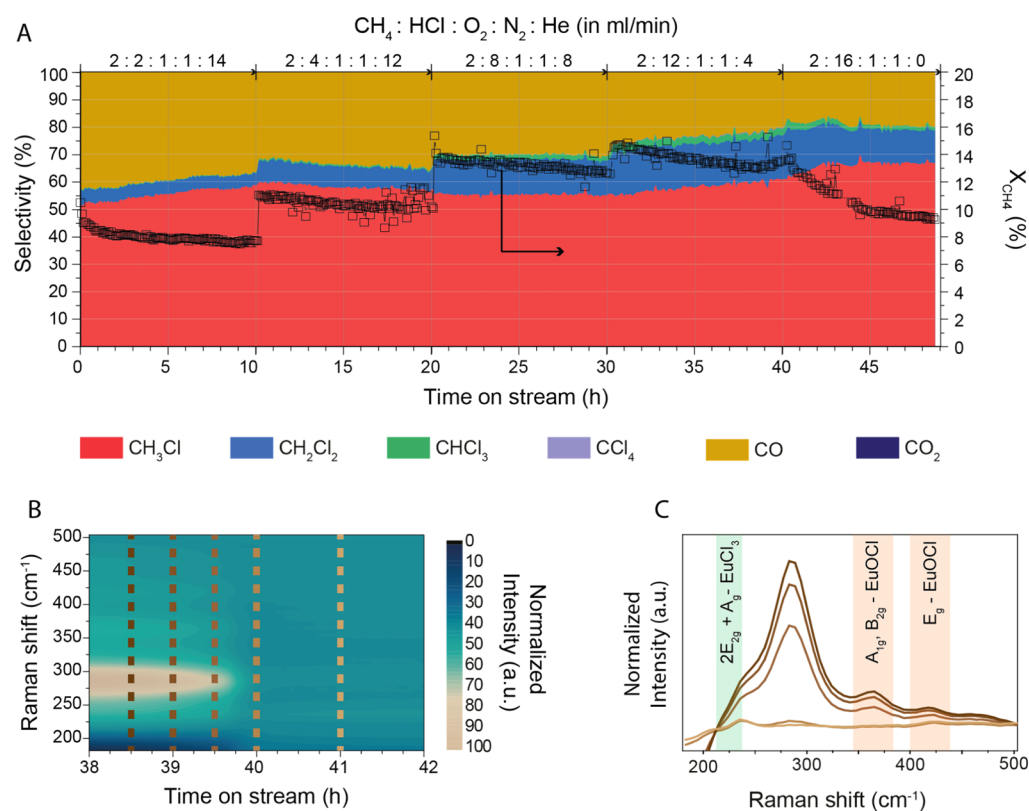 A
CH₄ : HCl : O₂ : N₂ : He (in ml/min)
2 : 2 : 1 : 1 : 14
2 : 4 : 1 : 1 : 12
2 : 8 : 1 : 1 : 8
2 : 12 : 1 : 1 : 4
2 : 16 : 1 : 1 : 0
100
90
80
70
60
50
40
30
20
10
0
Selectivity (%)
20
18
16
14
12
10
8
6
4
2
0
X_CH4 (%)
0 5 10 15 20 25 30 35 40 45
Time on stream (h)
CH₃Cl CH₂Cl₂ CHCl₃ CCl₄ CO CO₂
B
500
450
400
350
300
250
200
Raman shift (cm⁻¹)
38 39 40 41 42
Time on stream (h)
0
10
20
30
40
50
60
70
80
90
100
Normalized
Intensity (a.u.)
C
Normalized
Intensity (a.u.)
2E₂g + Ag - EuCl₃
A₁g, B₂g - EuOCl
Eg - EuOCl
200 300 400 500
Raman shift (cm⁻¹)